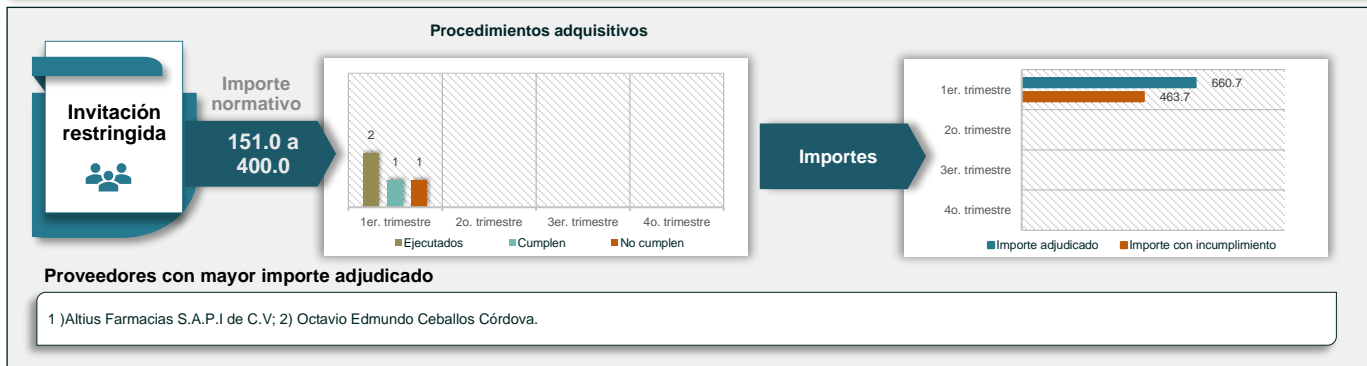 Procedimientos adquisitivos
Invitación
restringida
Importe
normativo
151.0 a
400.0
2
1
1
1er. trimestre
2o. trimestre
3er. trimestre
4o. trimestre
Ejecutados
Cumplen
No cumplen
Importes
1er. trimestre
660.7
463.7
2o. trimestre
3er. trimestre
4o. trimestre
Importe adjudicado
Importe con incumplimiento
Proveedores con mayor importe adjudicado
1 )Altius Farmacias S.A.P.I de C.V; 2) Octavio Edmundo Ceballos Córdova.